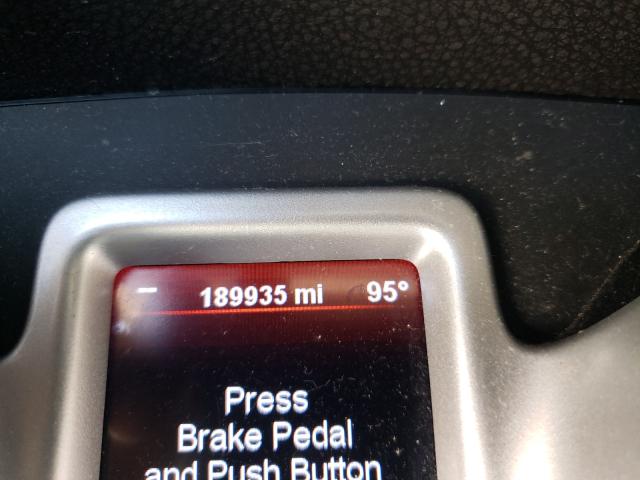 — 189935 mi 95°
Press
Brake Pedal
and Push Button